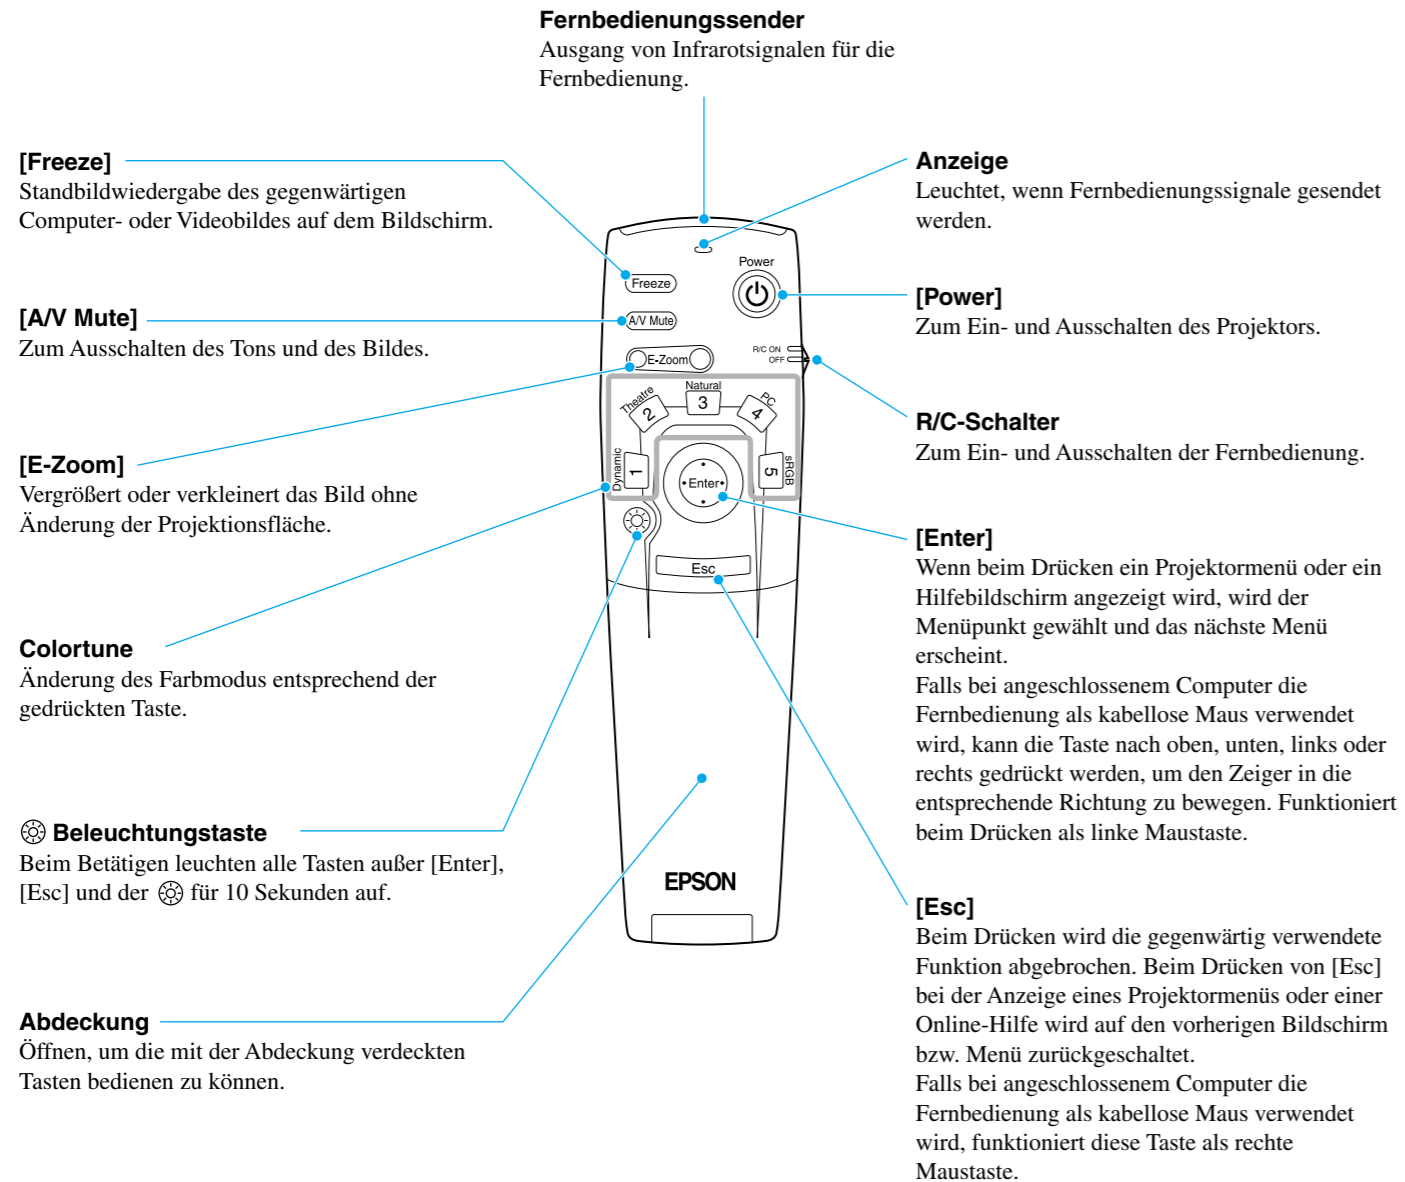 Fernbedienungssender
Ausgang von Infrarotsignalen für die
Fernbedienung.
[Freeze]
Standbildwiedergabe des gegenwärtigen
Computer- oder Videobildes auf dem Bildschirm.
[A/V Mute]
Zum Ausschalten des Tons und des Bildes.
[E-Zoom]
Vergrößert oder verkleinert das Bild ohne
Änderung der Projektionsfläche.
Colortune
Änderung des Farbmodus entsprechend der
gedrückten Taste.
Beleuchtungstaste
Beim Betätigen leuchten alle Tasten außer [Enter],
[Esc] und der für 10 Sekunden auf.
Abdeckung
Öffnen, um die mit der Abdeckung verdeckten
Tasten bedienen zu können.
Power
Freeze
A/V Mute
E-Zoom
R/C ON
OFF
Dynamic
1
Theatre
2
Natural
3
PC
4
sRGB
5
Enter
Esc
EPSON
Anzeige
Leuchtet, wenn Fernbedienungssignale gesendet
werden.
[Power]
Zum Ein- und Ausschalten des Projektors.
R/C-Schalter
Zum Ein- und Ausschalten der Fernbedienung.
[Enter]
Wenn beim Drücken ein Projektormenü oder ein
Hilfebildschirm angezeigt wird, wird der
Menüpunkt gewählt und das nächste Menü
erscheint.
Falls bei angeschlossenem Computer die
Fernbedienung als kabellose Maus verwendet
wird, kann die Taste nach oben, unten, links oder
rechts gedrückt werden, um den Zeiger in die
entsprechende Richtung zu bewegen. Funktioniert
beim Drücken als linke Maustaste.
[Esc]
Beim Drücken wird die gegenwärtig verwendete
Funktion abgebrochen. Beim Drücken von [Esc]
bei der Anzeige eines Projektormenüs oder einer
Online-Hilfe wird auf den vorherigen Bildschirm
bzw. Menü zurückgeschaltet.
Falls bei angeschlossenem Computer die
Fernbedienung als kabellose Maus verwendet
wird, funktioniert diese Taste als rechte
Maustaste.